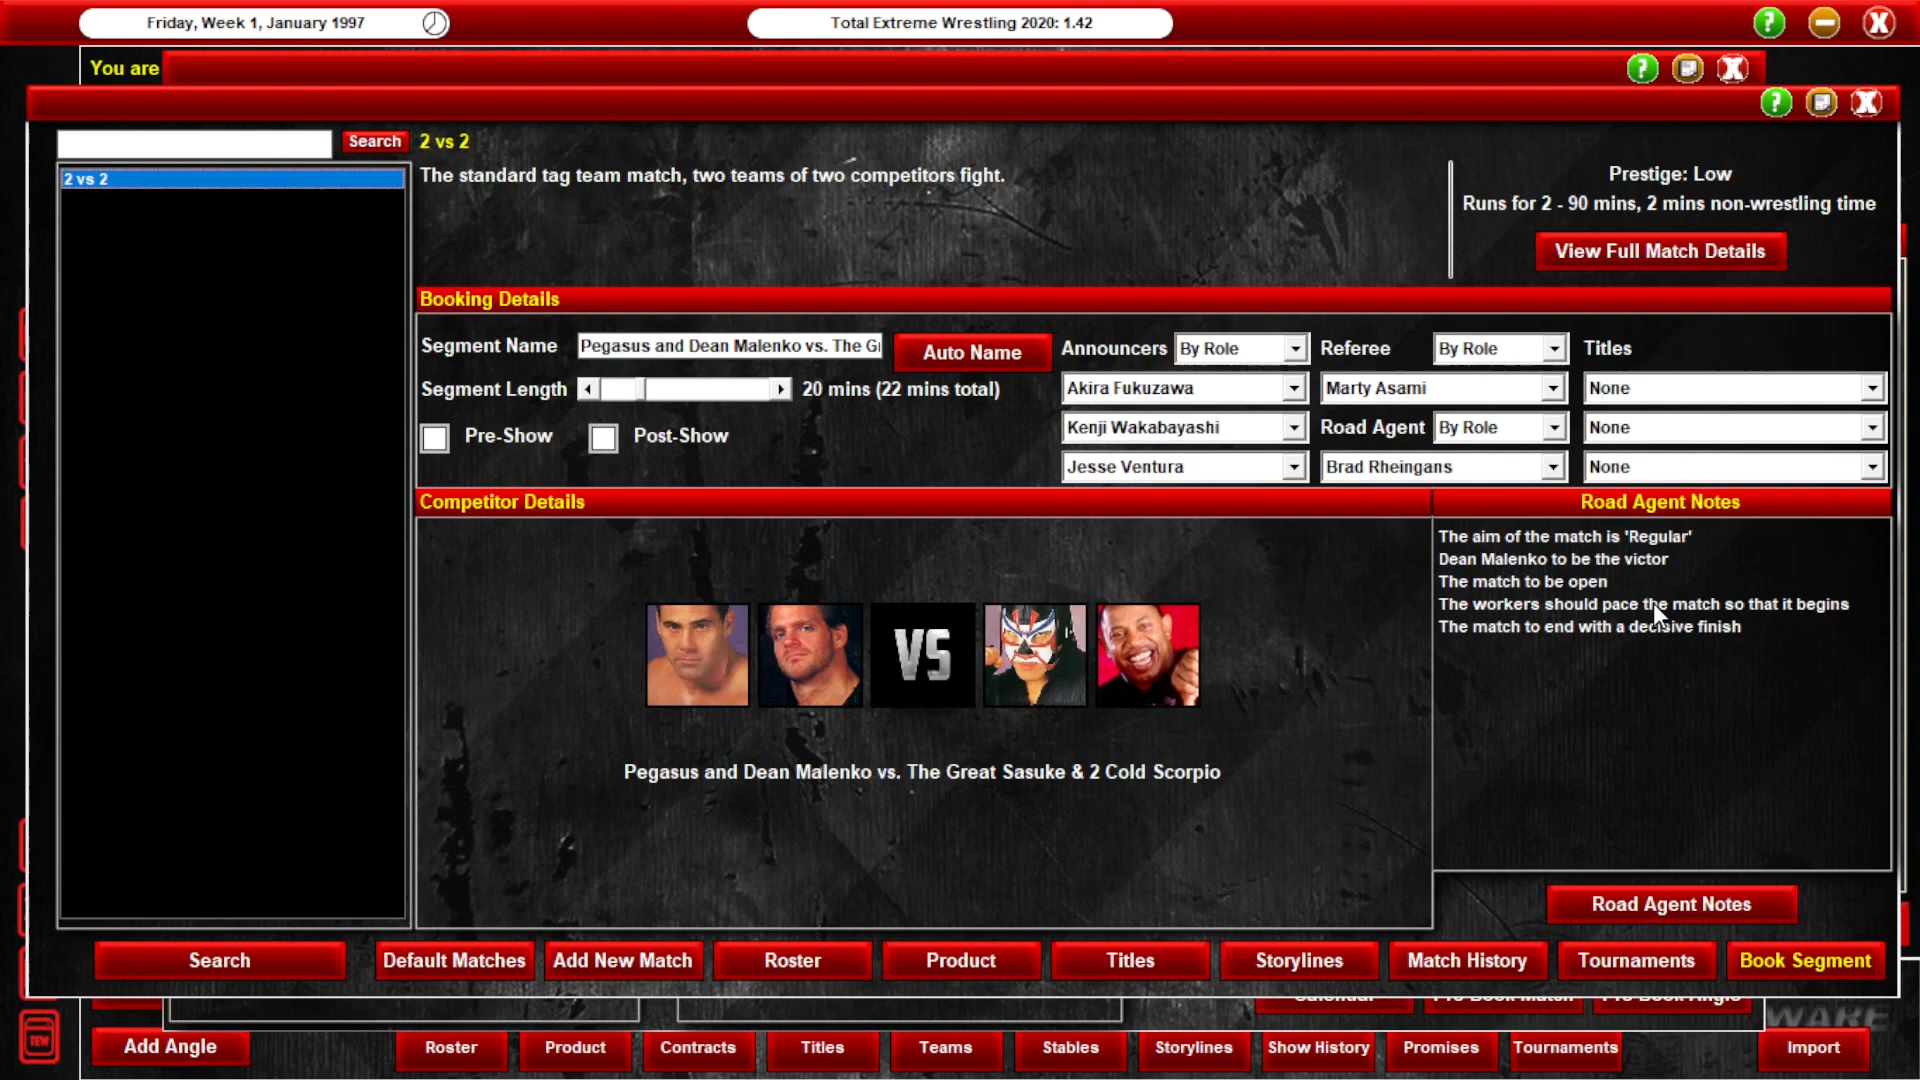 Friday, Week 1, January 1997
Total Extreme Wrestling 2020: 1.42
You are
Search
2 vs 2
2 vs 2
The standard tag team match, two teams of two competitors fight.
Prestige: Low
Runs for 2 - 90 mins, 2 mins non-wrestling time
View Full Match Details
Booking Details
Segment Name
Pegasus and Dean Malenko vs. The G
Auto Name
Announcers
By Role
Referee
By Role
Titles
Segment Length
20 mins (22 mins total)
Akira Fukuzawa
Marty Asami
None
Pre-Show
Post-Show
Kenji Wakabayashi
Road Agent
By Role
None
Jesse Ventura
Brad Rheingans
None
Competitor Details
Road Agent Notes
The aim of the match is 'Regular'
Dean Malenko to be the victor
The match to be open
The workers should pace the match so that it begins
The match to end with a decisive finish
VS
Pegasus and Dean Malenko vs. The Great Sasuke & 2 Cold Scorpio
Road Agent Notes
Search
Default Matches
Add New Match
Roster
Product
Titles
Storylines
Match History
Tournaments
Book Segment
TEW
Add Angle
Roster
Product
Contracts
Titles
Teams
Stables
Storylines
Show History
Promises
Tournaments
Import